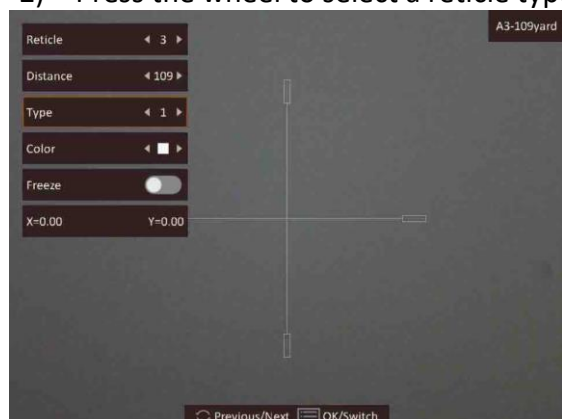 Press the wheel to select a reticle typ
A3-109yard
Reticle 3
Distance 109
Type 1
Color
Freeze
X=0.00 Y=0.00
Previous/Next OK/Switch